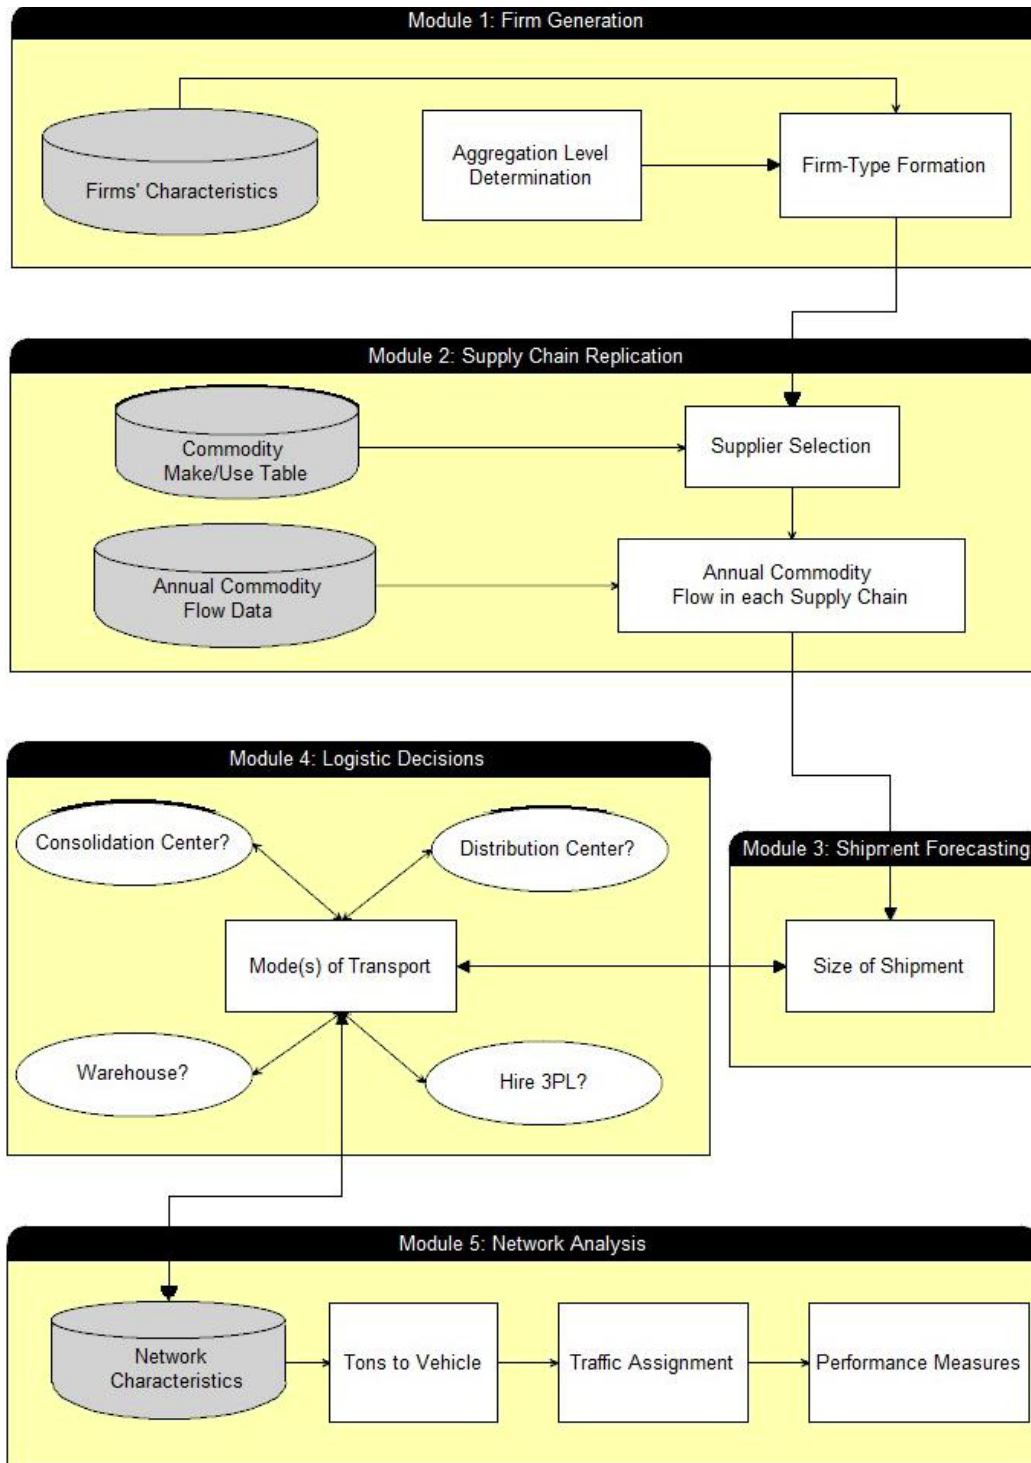 Module 1: Firm Generation
Firms' Characteristics
Aggregation Level
Determination
Firm-Type Formation
Module 2: Supply Chain Replication
Commodity
Make/Use Table
Supplier Selection
Annual Commodity
Flow Data
Annual Commodity
Flow in each Supply Chain
Module 4: Logistic Decisions
Consolidation Center?
Distribution Center?
Mode(s) of Transport
Warehouse?
Hire 3PL?
Module 3: Shipment Forecasting
Size of Shipment
Module 5: Network Analysis
Network
Characteristics
Tons to Vehicle
Traffic Assignment
Performance Measures